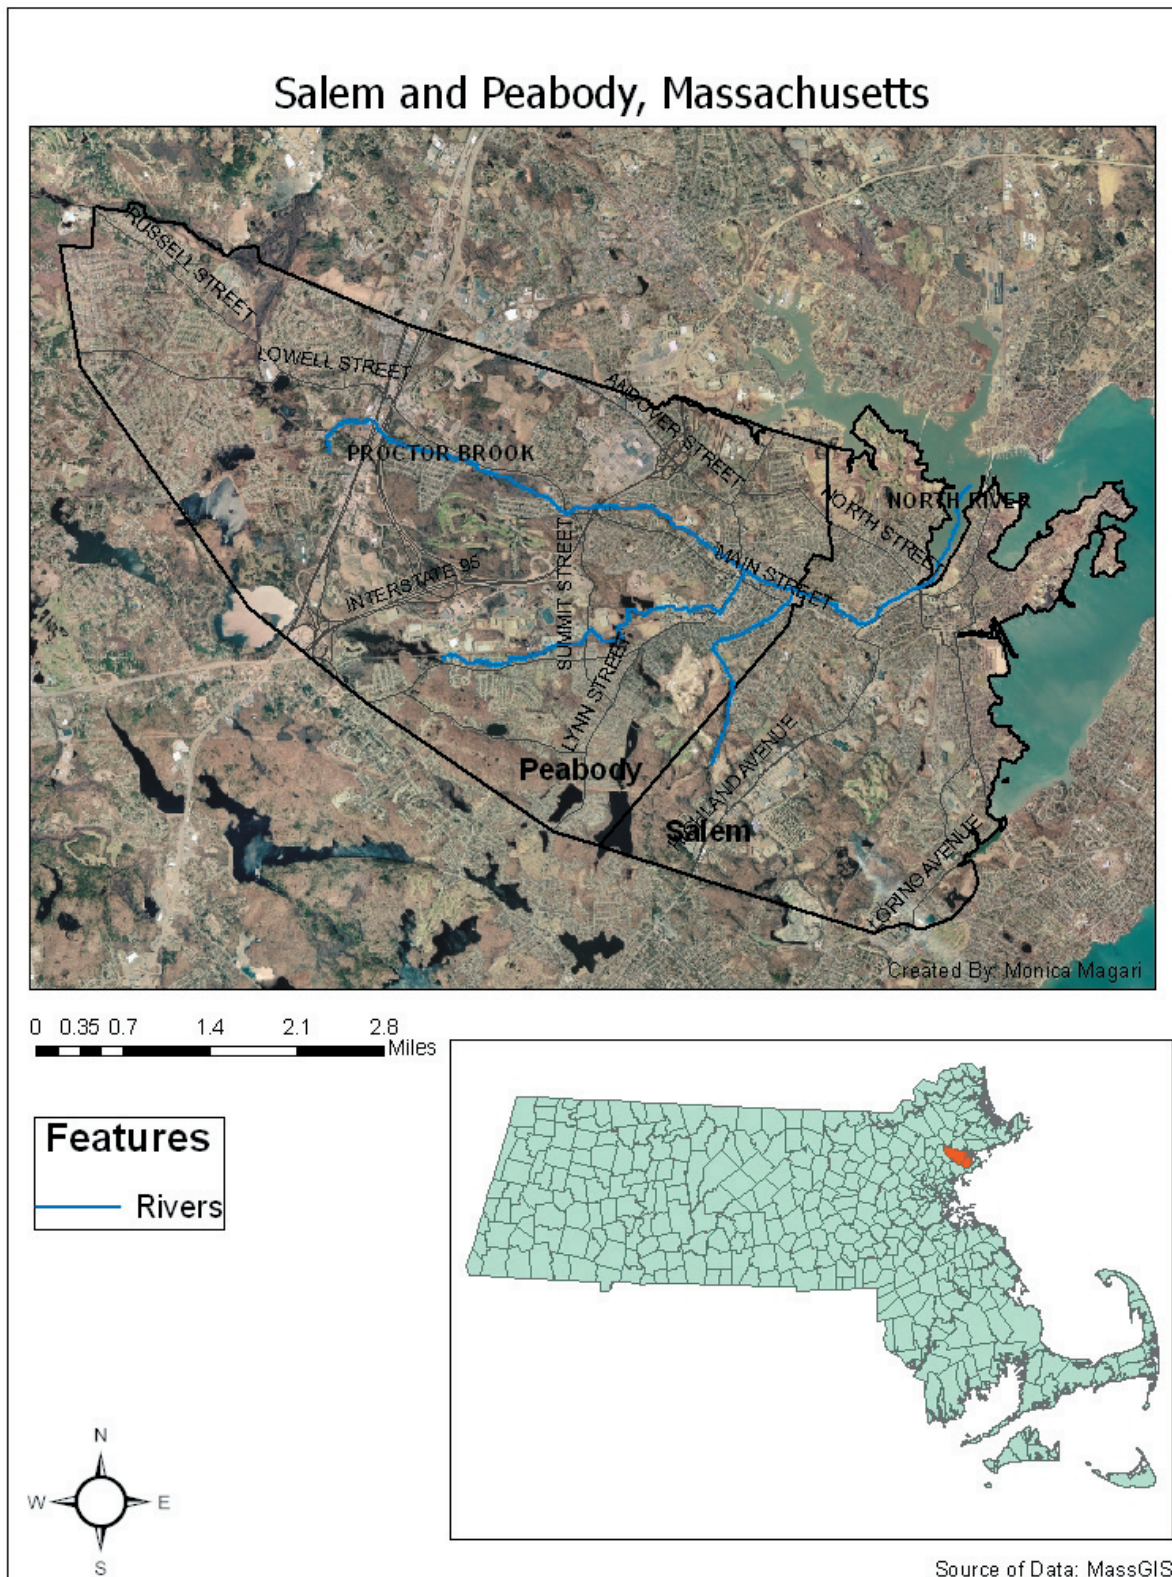 Salem and Peabody, Massachusetts
RUSSELL STREET
LOWELL STREET
ANDOVER STREET
PROCTOR BROOK
NORTH STREET
NORTH RIVER
MAIN STREET
INTERSTATE 95
SUMMIT STREET
LYNN STREET
Peabody
HIGHLAND AVENUE
Salem
LORING AVENUE
Created By: Monica Magari
0 0.35 0.7 1.4 2.1 2.8
Miles
Features
Rivers
N
W E
S
Source of Data: MassGIS